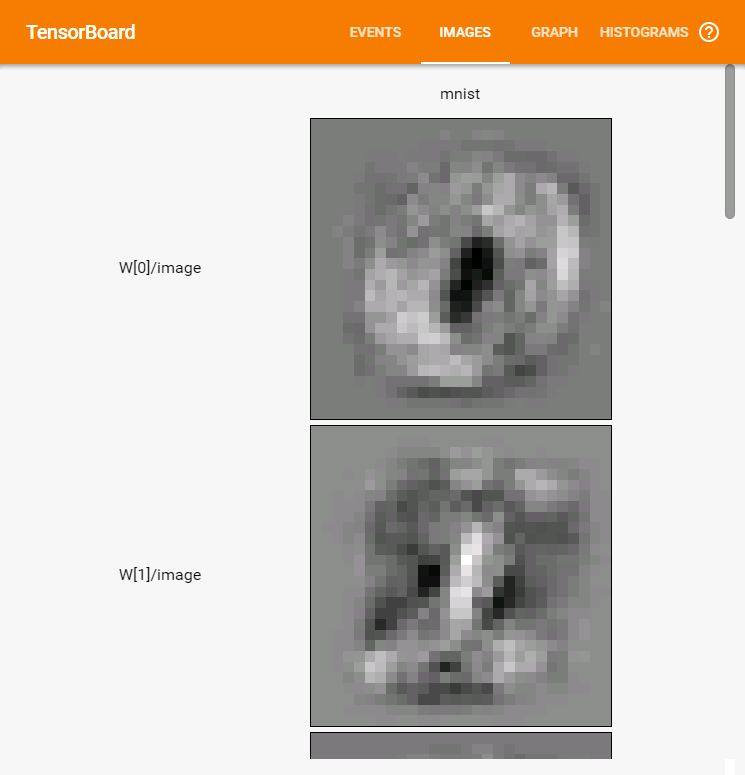 TensorBoard EVENTS IMAGES GRAPH HISTOGRAMS ?
mnist
W[0]/image
W[1]/image